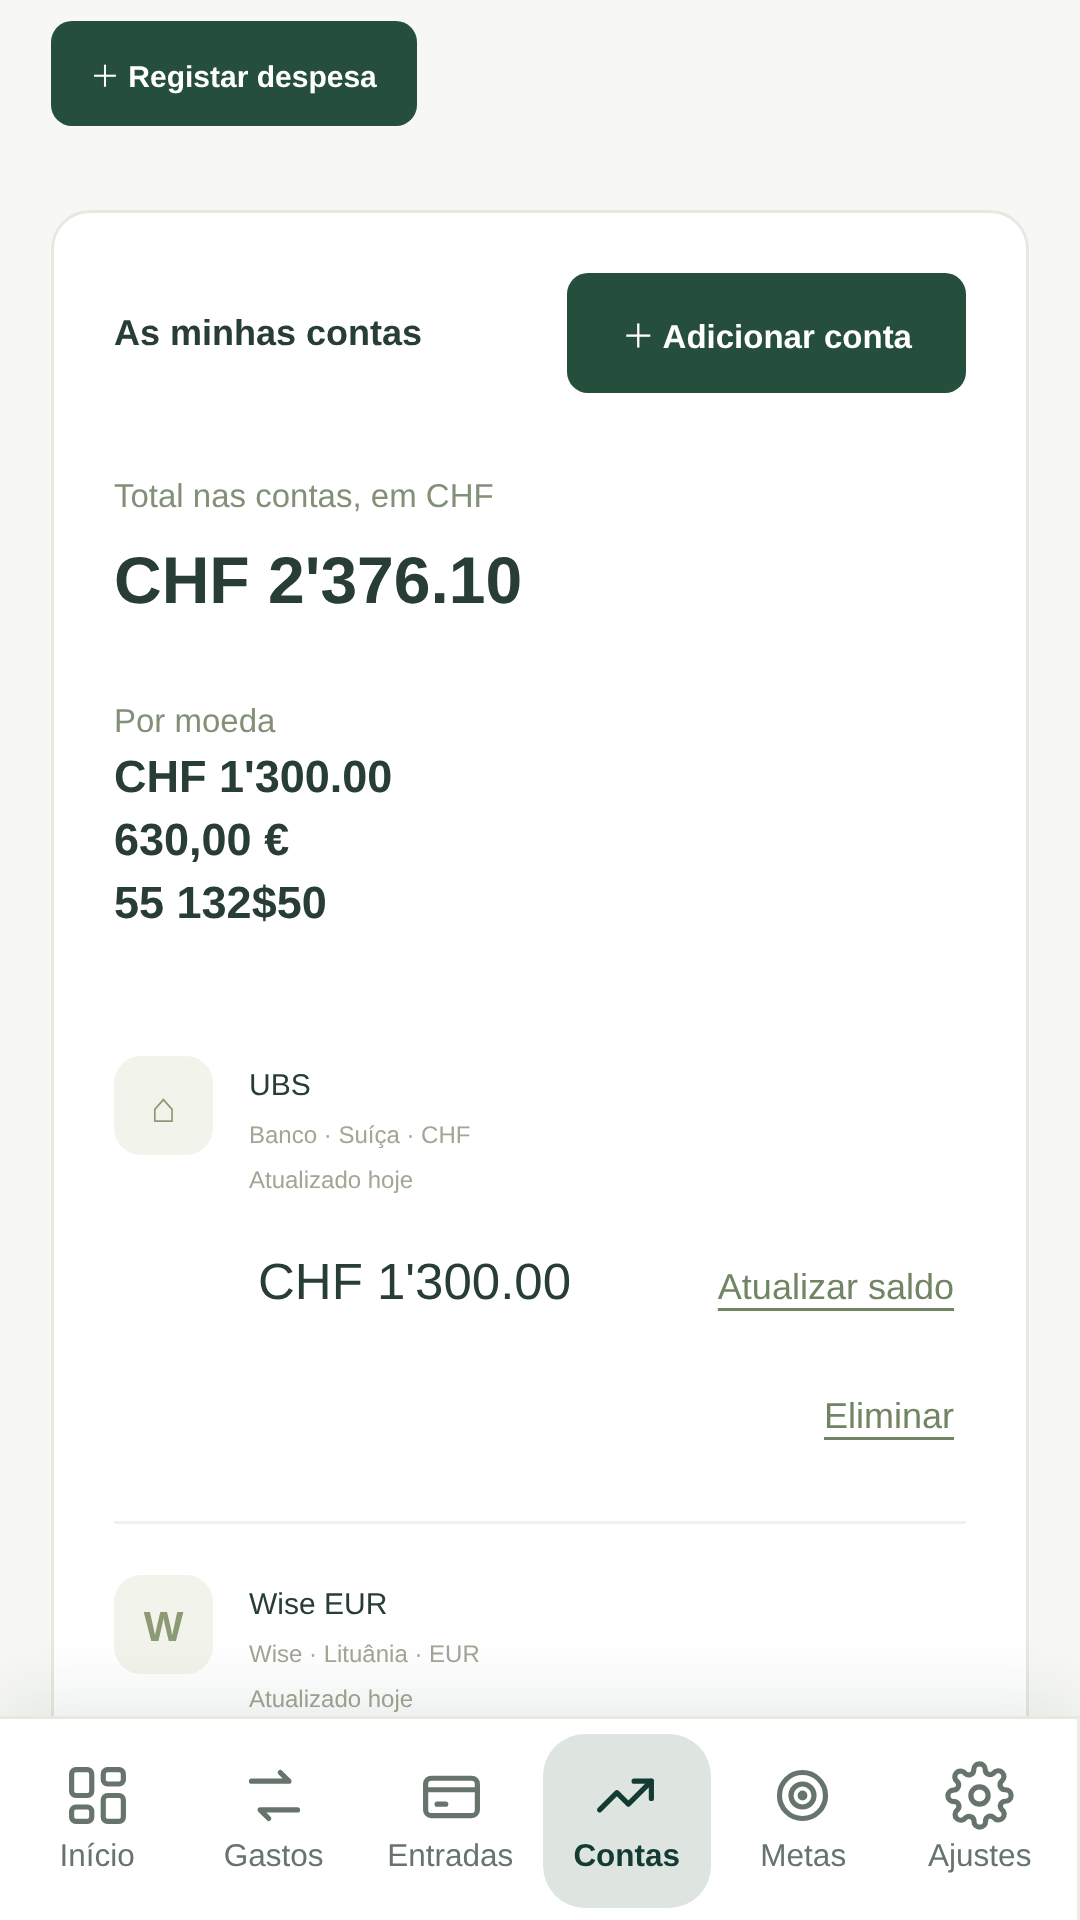 Registar despesa
As minhas contas
Adicionar conta
Total nas contas, em CHF
CHF 2'376.10
Por moeda
CHF 1'300.00
630,00 €
55 132$50
UBS
Banco · Suíça · CHF
Atualizado hoje
CHF 1'300.00
Atualizar saldo
Eliminar
W
Wise EUR
Wise · Lituânia · EUR
Atualizado hoje
Início
Gastos
Entradas
Contas
Metas
Ajustes